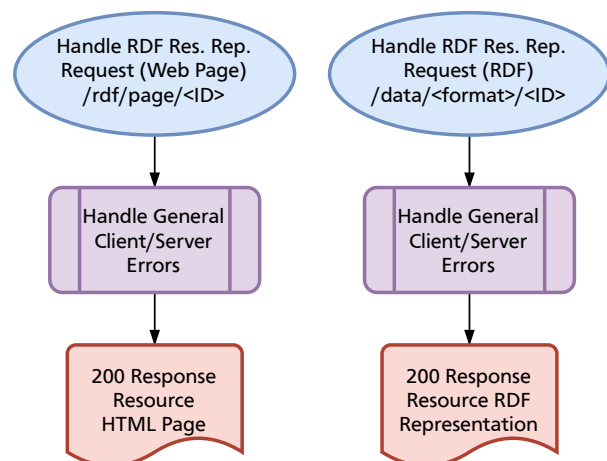 Handle RDF Res. Rep.
Request (Web Page)
/rdf/page/<ID>
Handle General
Client/Server
Errors
200 Response
Resource
HTML Page
Handle RDF Res. Rep.
Request (RDF)
/data/<format>/<ID>
Handle General
Client/Server
Errors
200 Response
Resource RDF
Representation